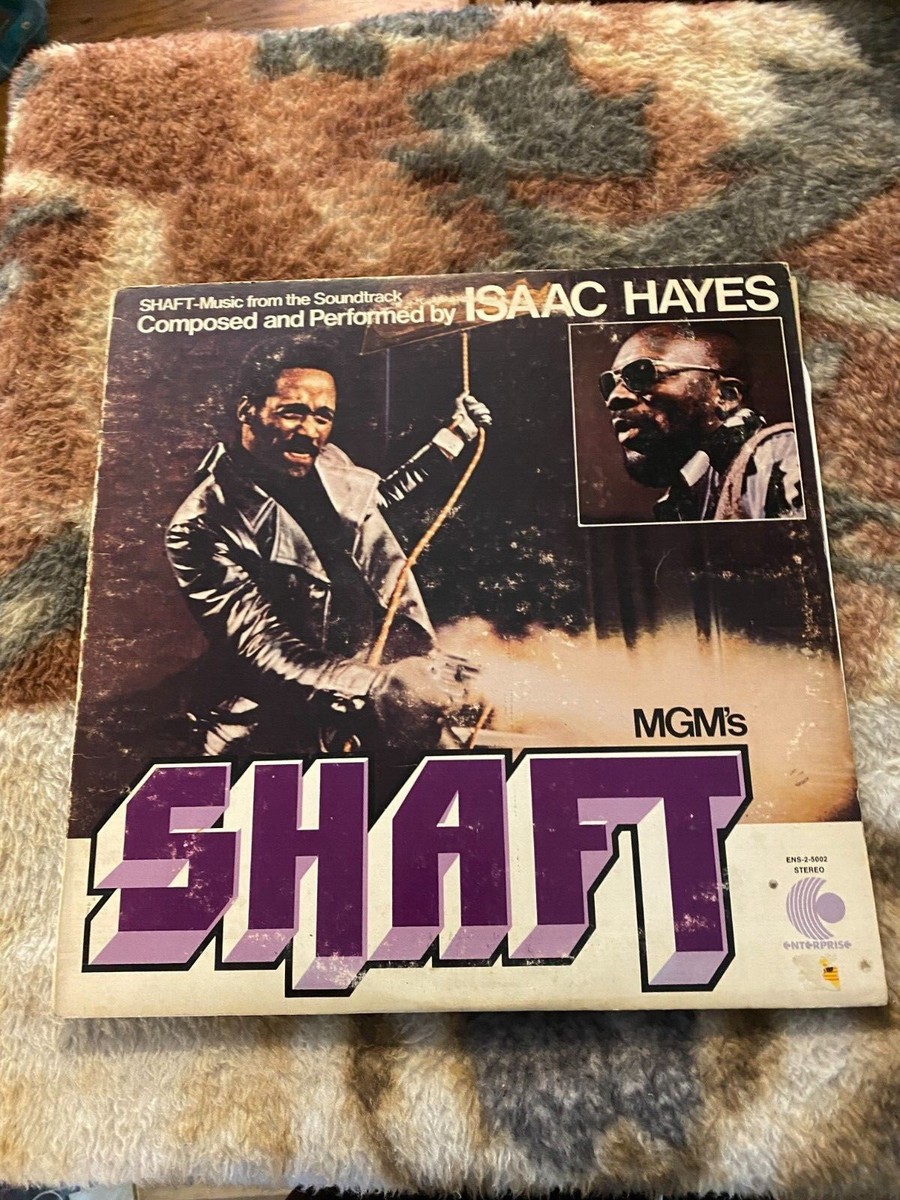 SHAFT-Music from the Soundtrack
Composed and Performed by ISAAC HAYES
MGM's
SHAFT
ENS-2-5002
STEREO
ENTERPRISE